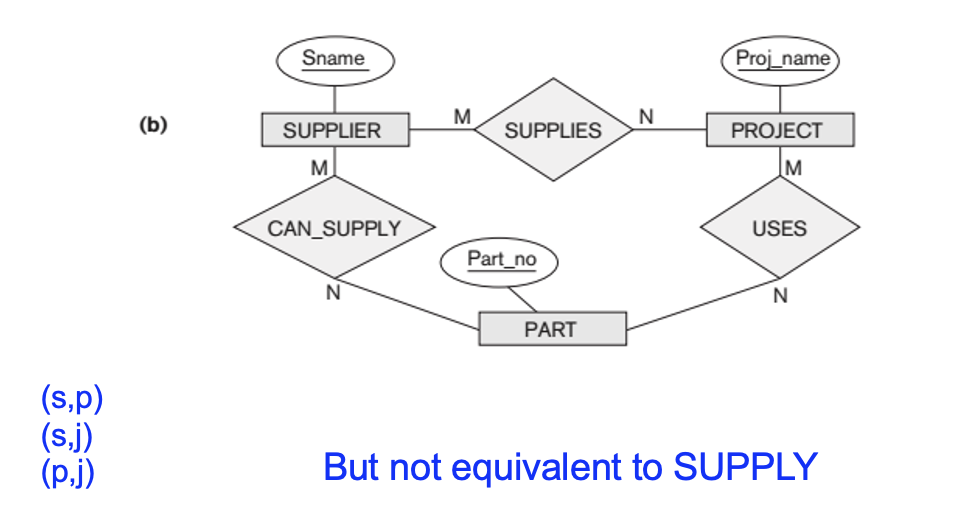 Sname
Proj_name
(b)
SUPPLIER
M
SUPPLIES
N
PROJECT
M
M
CAN_SUPPLY
USES
Part_no
N
N
PART
(s,p)
(s,j)
(p,j)
But not equivalent to SUPPLY